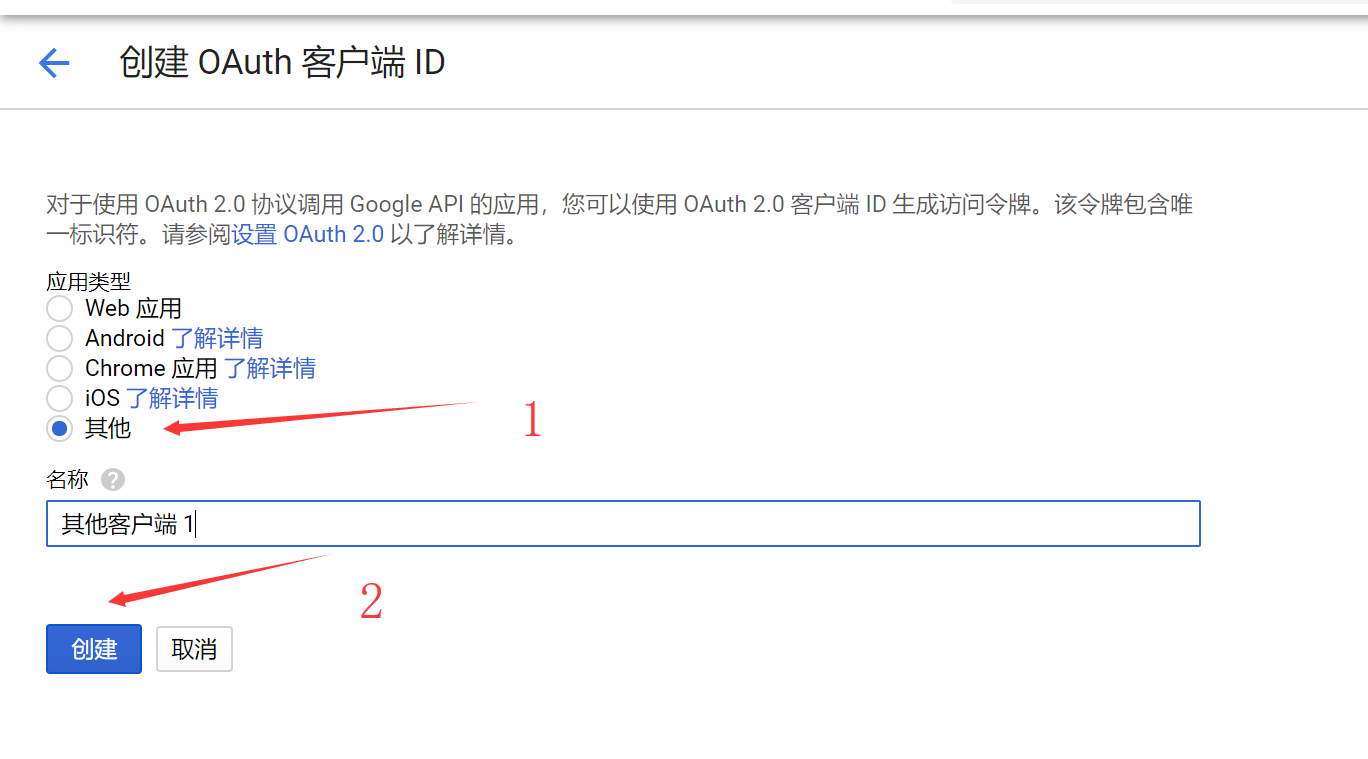 创建 OAuth 客户端 ID
对于使用 OAuth 2.0 协议调用 Google API 的应用，您可以使用 OAuth 2.0 客户端 ID 生成访问令牌。该令牌包含唯
一标识符。请参阅设置 OAuth 2.0 以了解详情。
应用类型
Web 应用
Android 了解详情
Chrome 应用 了解详情
iOS 了解详情
其他
1
名称 ?
其他客户端 1
2
创建 取消